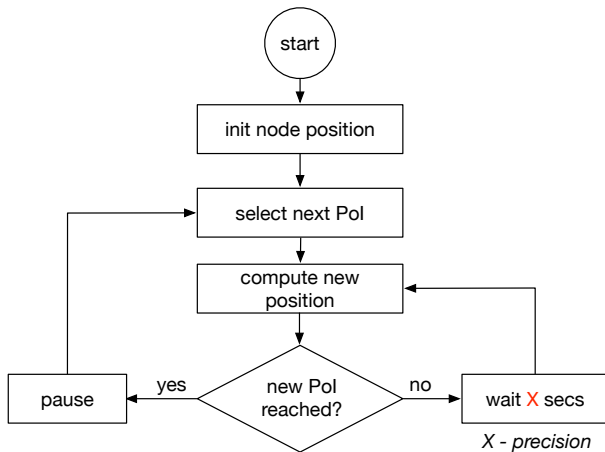 start
init node position
select next PoI
compute new
position
new PoI
reached?
yes
no
pause
wait X secs
X - precision